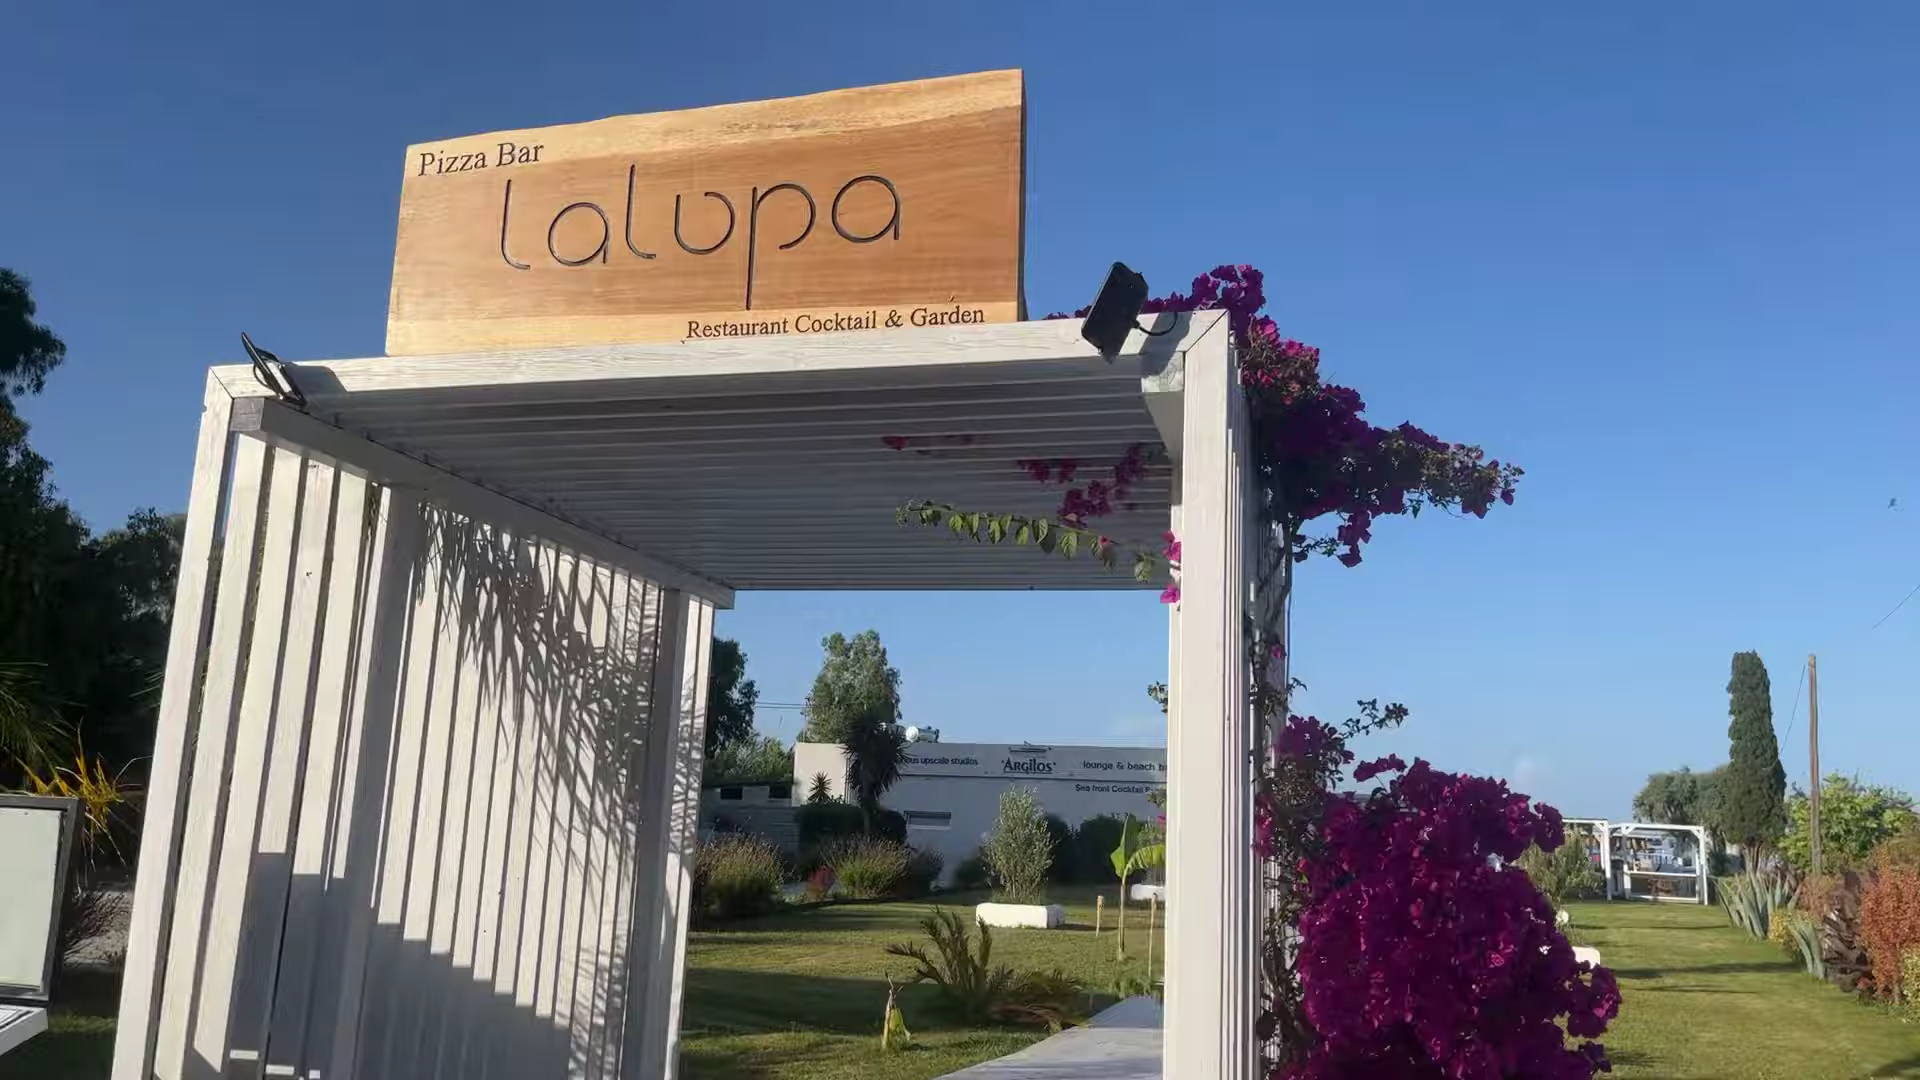 Pizza Bar
lalupa
Restaurant Cocktail & Garden
upscale studios
Argilos
lounge & beach
Sea front Cocktail